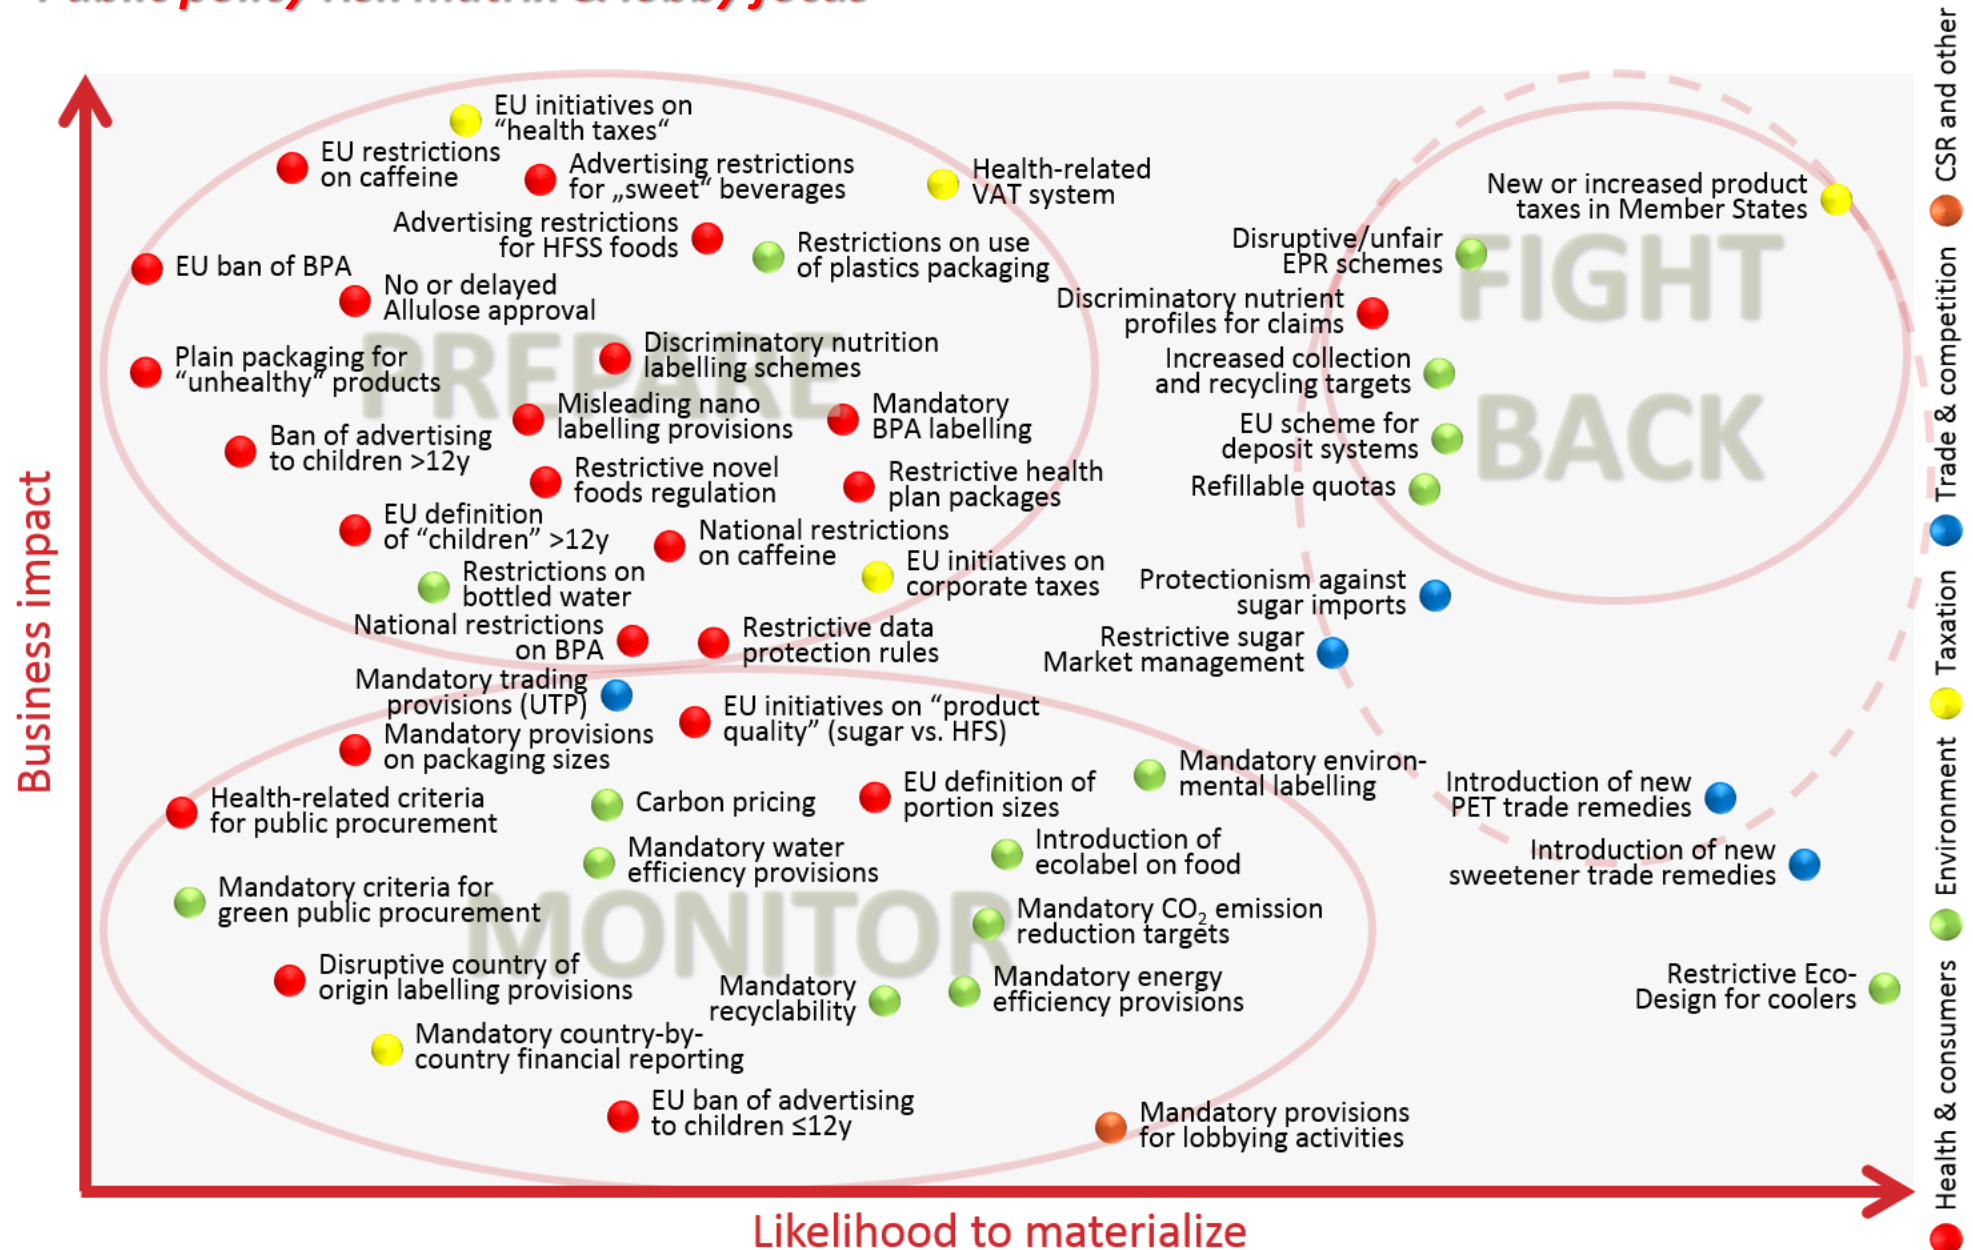 Public policy risk matrix & lobby focus
EU initiatives on
“health taxes“
EU restrictions
on caffeine
Advertising restrictions
for „sweet“ beverages
Health-related
VAT system
New or increased product
taxes in Member States
Advertising restrictions
for HFSS foods
Restrictions on use
of plastics packaging
Disruptive/unfair
EPR schemes
FIGHT
BACK
EU ban of BPA
No or delayed
Allulose approval
Discriminatory nutrient
profiles for claims
PREPARE
Plain packaging for
“unhealthy“ products
Discriminatory nutrition
labelling schemes
Increased collection
and recycling targets
Misleading nano
labelling provisions
Mandatory
BPA labelling
EU scheme for
deposit systems
Ban of advertising
to children >12y
Restrictive novel
foods regulation
Restrictive health
plan packages
Refillable quotas
EU definition
of “children” >12y
National restrictions
on caffeine
EU initiatives on
corporate taxes
Restrictions on
bottled water
Protectionism against
sugar imports
National restrictions
on BPA
Restrictive data
protection rules
Restrictive sugar
Market management
Mandatory trading
provisions (UTP)
EU initiatives on “product
quality” (sugar vs. HFS)
Mandatory provisions
on packaging sizes
Mandatory environ-
mental labelling
Health-related criteria
for public procurement
Carbon pricing
EU definition of
portion sizes
Introduction of new
PET trade remedies
Mandatory water
efficiency provisions
Introduction of
ecolabel on food
Introduction of new
sweetener trade remedies
Mandatory criteria for
green public procurement
MONITOR
Mandatory CO₂ emission
reduction targets
Disruptive country of
origin labelling provisions
Mandatory
recyclability
Mandatory energy
efficiency provisions
Restrictive Eco-
Design for coolers
Mandatory country-by-
country financial reporting
EU ban of advertising
to children ≤12y
Mandatory provisions
for lobbying activities
Business impact
Likelihood to materialize
Health & consumers
Environment
Taxation
Trade & competition
CSR and other